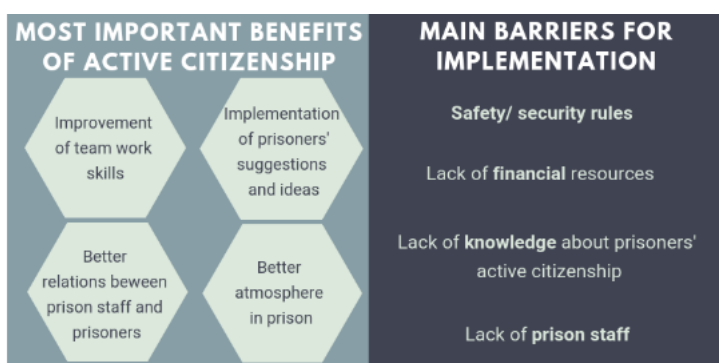 MOST IMPORTANT BENEFITS
OF ACTIVE CITIZENSHIP
Improvement
of team work
skills
Implementation
of prisoners'
suggestions
and ideas
Better
relations beween
prison staff and
prisoners
Better
atmosphere
in prison
MAIN BARRIERS FOR
IMPLEMENTATION
Safety/ security rules
Lack of financial resources
Lack of knowledge about prisoners'
active citizenship
Lack of prison staff